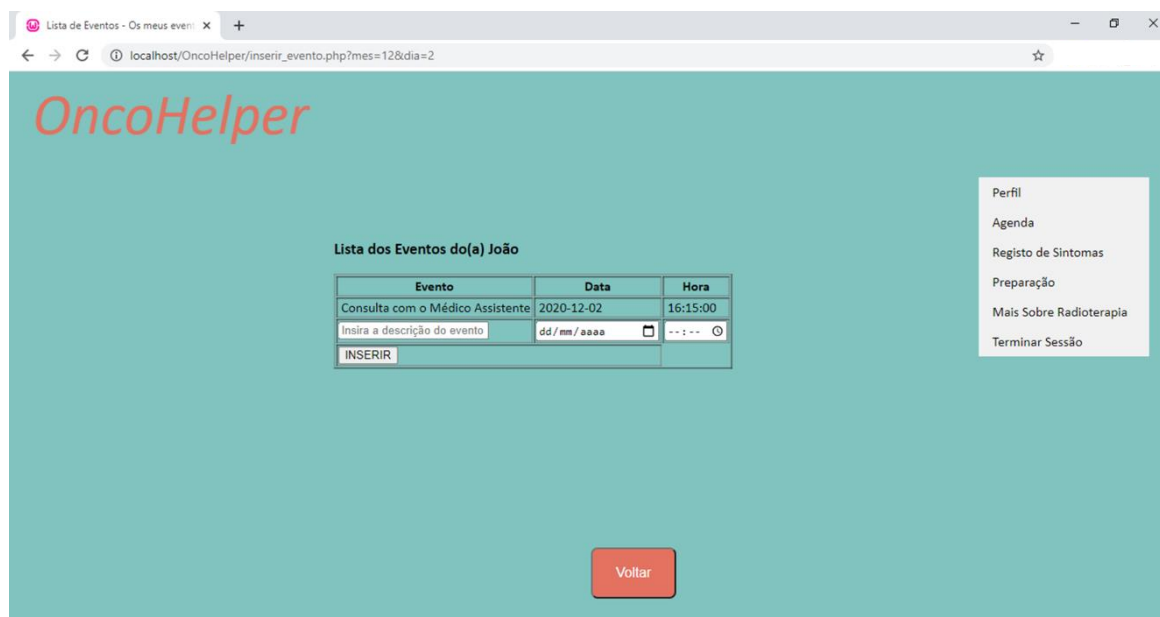 Lista de Eventos - Os meus event
localhost/OncoHelper/inserir_evento.php?mes=12&dia=2
OncoHelper
Perfil
Agenda
Registo de Sintomas
Preparação
Mais Sobre Radioterapia
Terminar Sessão
Lista dos Eventos do(a) João
Evento Data Hora
Consulta com o Médico Assistente 2020-12-02 16:15:00
Insira a descrição do evento dd/mm/aaaa --:--
INSERIR
Voltar